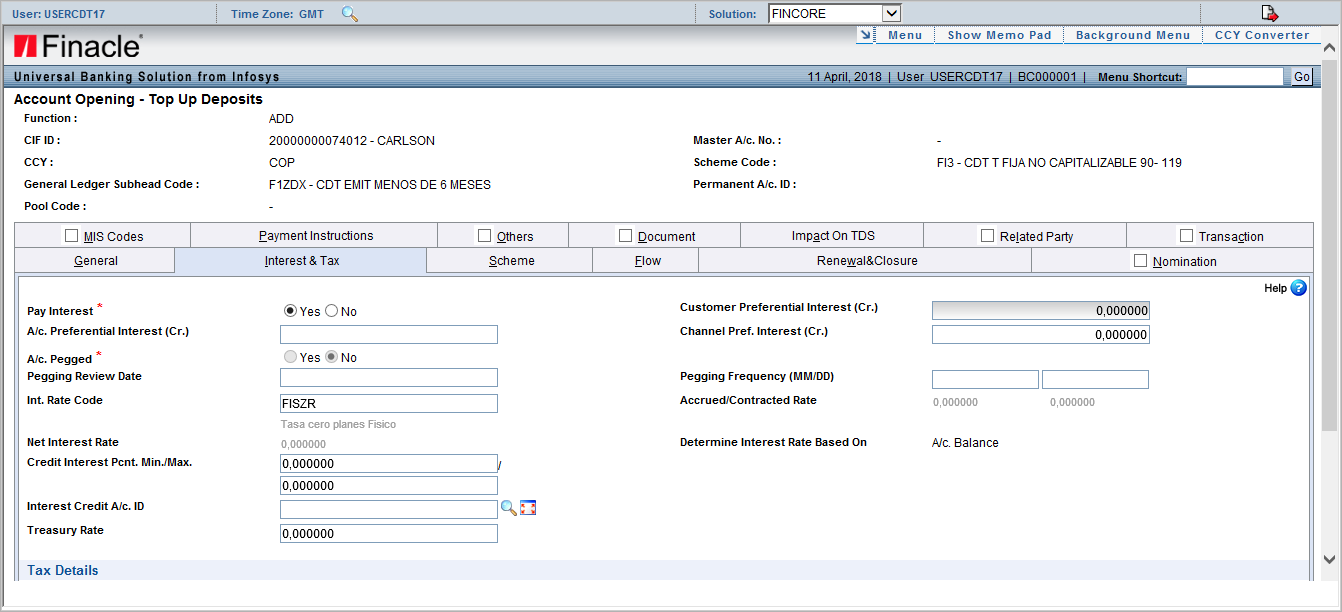 User: USERCDT17 Time Zone: GMT Solution: FINCORE
Menu Show Memo Pad Background Menu CCY Converter
Finacle
Universal Banking Solution from Infosys 11 April, 2018 | User USERCDT17 | BC000001 | Menu Shortcut: Go
Account Opening - Top Up Deposits
Function : ADD
CIF ID : 20000000074012 - CARLSON Master A/c. No. : -
CCY : COP Scheme Code : FI3 - CDT T FIJA NO CAPITALIZABLE 90- 119
General Ledger Subhead Code : F1ZDX - CDT EMIT MENOS DE 6 MESES Permanent A/c. ID :
Pool Code : -
MIS Codes Payment Instructions Others Document Impact On TDS Related Party Transaction
General Interest & Tax Scheme Flow Renewal&Closure Nomination
Help ?
Pay Interest * Yes No Customer Preferential Interest (Cr.) 0,000000
A/c. Preferential Interest (Cr.) Channel Pref. Interest (Cr.) 0,000000
A/c. Pegged * Yes No
Pegging Review Date Pegging Frequency (MM/DD)
Int. Rate Code FISZR Accrued/Contracted Rate 0,000000 0,000000
Tasa cero planes Fisico
Net Interest Rate 0,000000 Determine Interest Rate Based On A/c. Balance
Credit Interest Pcnt. Min./Max. 0,000000 /
0,000000
Interest Credit A/c. ID
Treasury Rate 0,000000
Tax Details